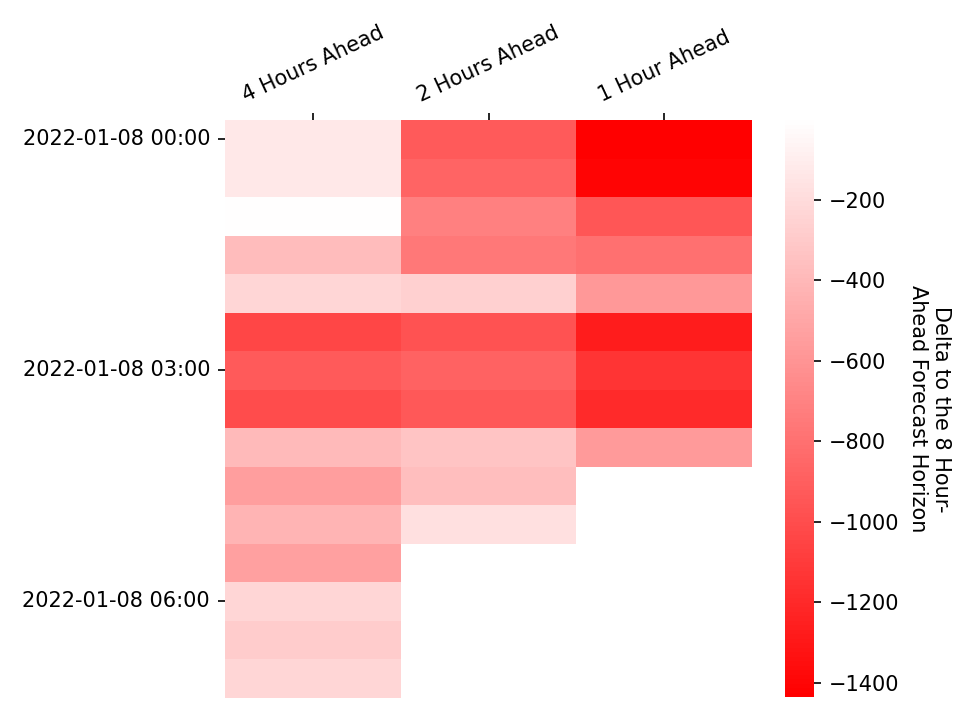 4 Hours Ahead
2 Hours Ahead
1 Hour Ahead
2022-01-08 00:00
2022-01-08 03:00
2022-01-08 06:00
−200
−400
−600
−800
−1000
−1200
−1400
Delta to the 8 Hour-
Ahead Forecast Horizon